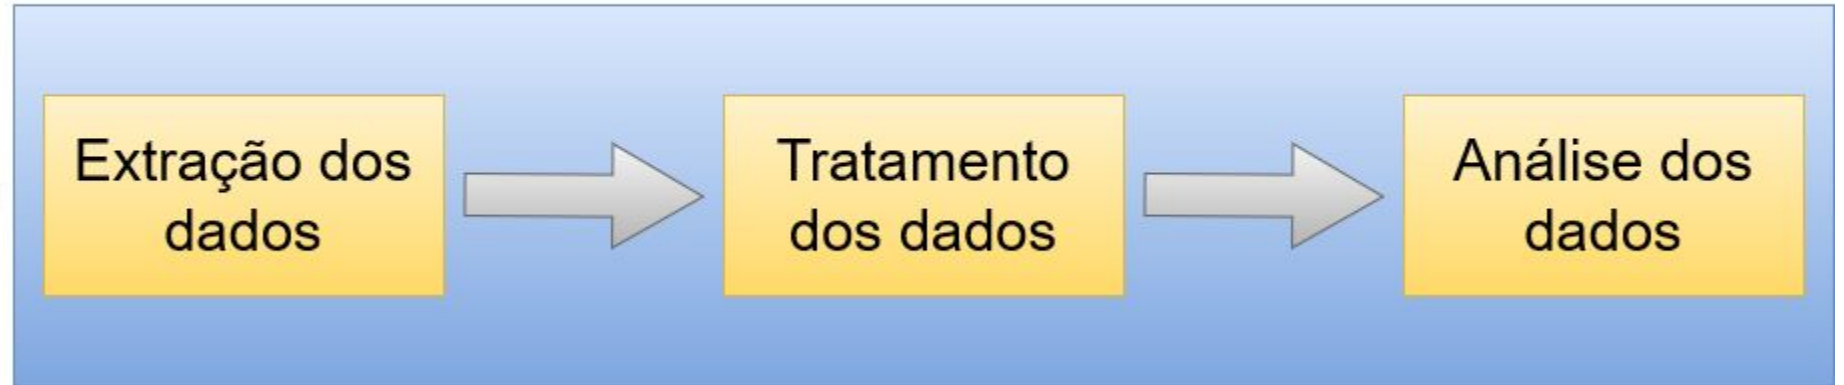 Extração dos
dados
Tratamento
dos dados
Análise dos
dados